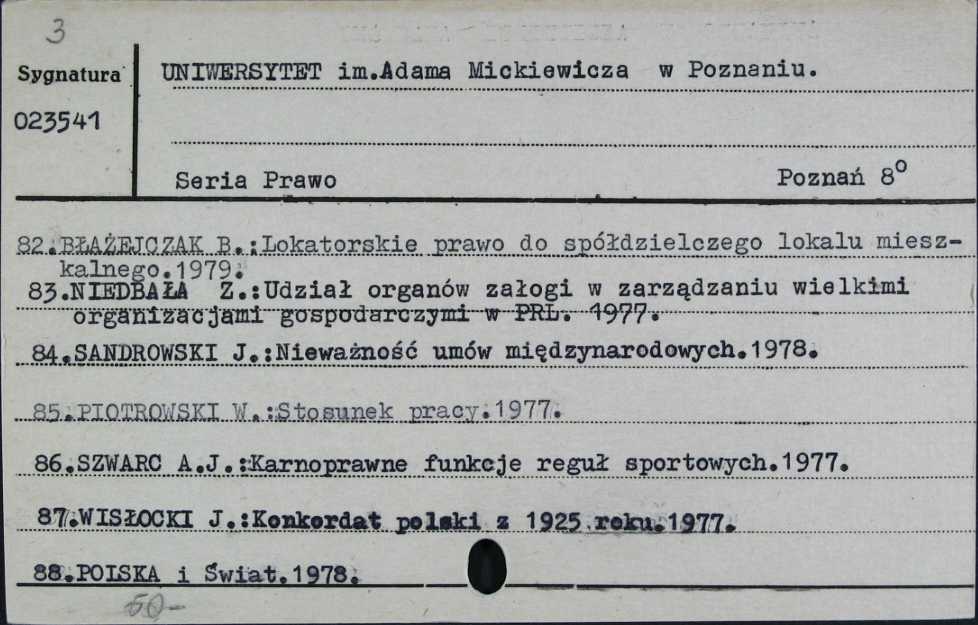 3
Sygnatura
UNIWERSYTET im.Adama Mickiewicza w Poznaniu.
023541
Seria Prawo Poznań 8°
82.BŁAŻEJCZAK B.:Lokatorskie prawo do spółdzielczego lokalu miesz-
kalnego.1979.
83.NIEDBAŁA Z.:Udział organów załogi w zarządzaniu wielkimi
organizacjami gospodarczymi w PRL. 1977.
84.SANDROWSKI J.:Nieważność umów międzynarodowych.1978.
85.PIOTROWSKI W.:Stosunek pracy.1977.
86.SZWARC A.J.:Karnoprawne funkcje reguł sportowych.1977.
87.WISŁOCKI J.:Konkordat polski z 1925 roku.1977.
88.POLSKA i Świat.1978.
50-